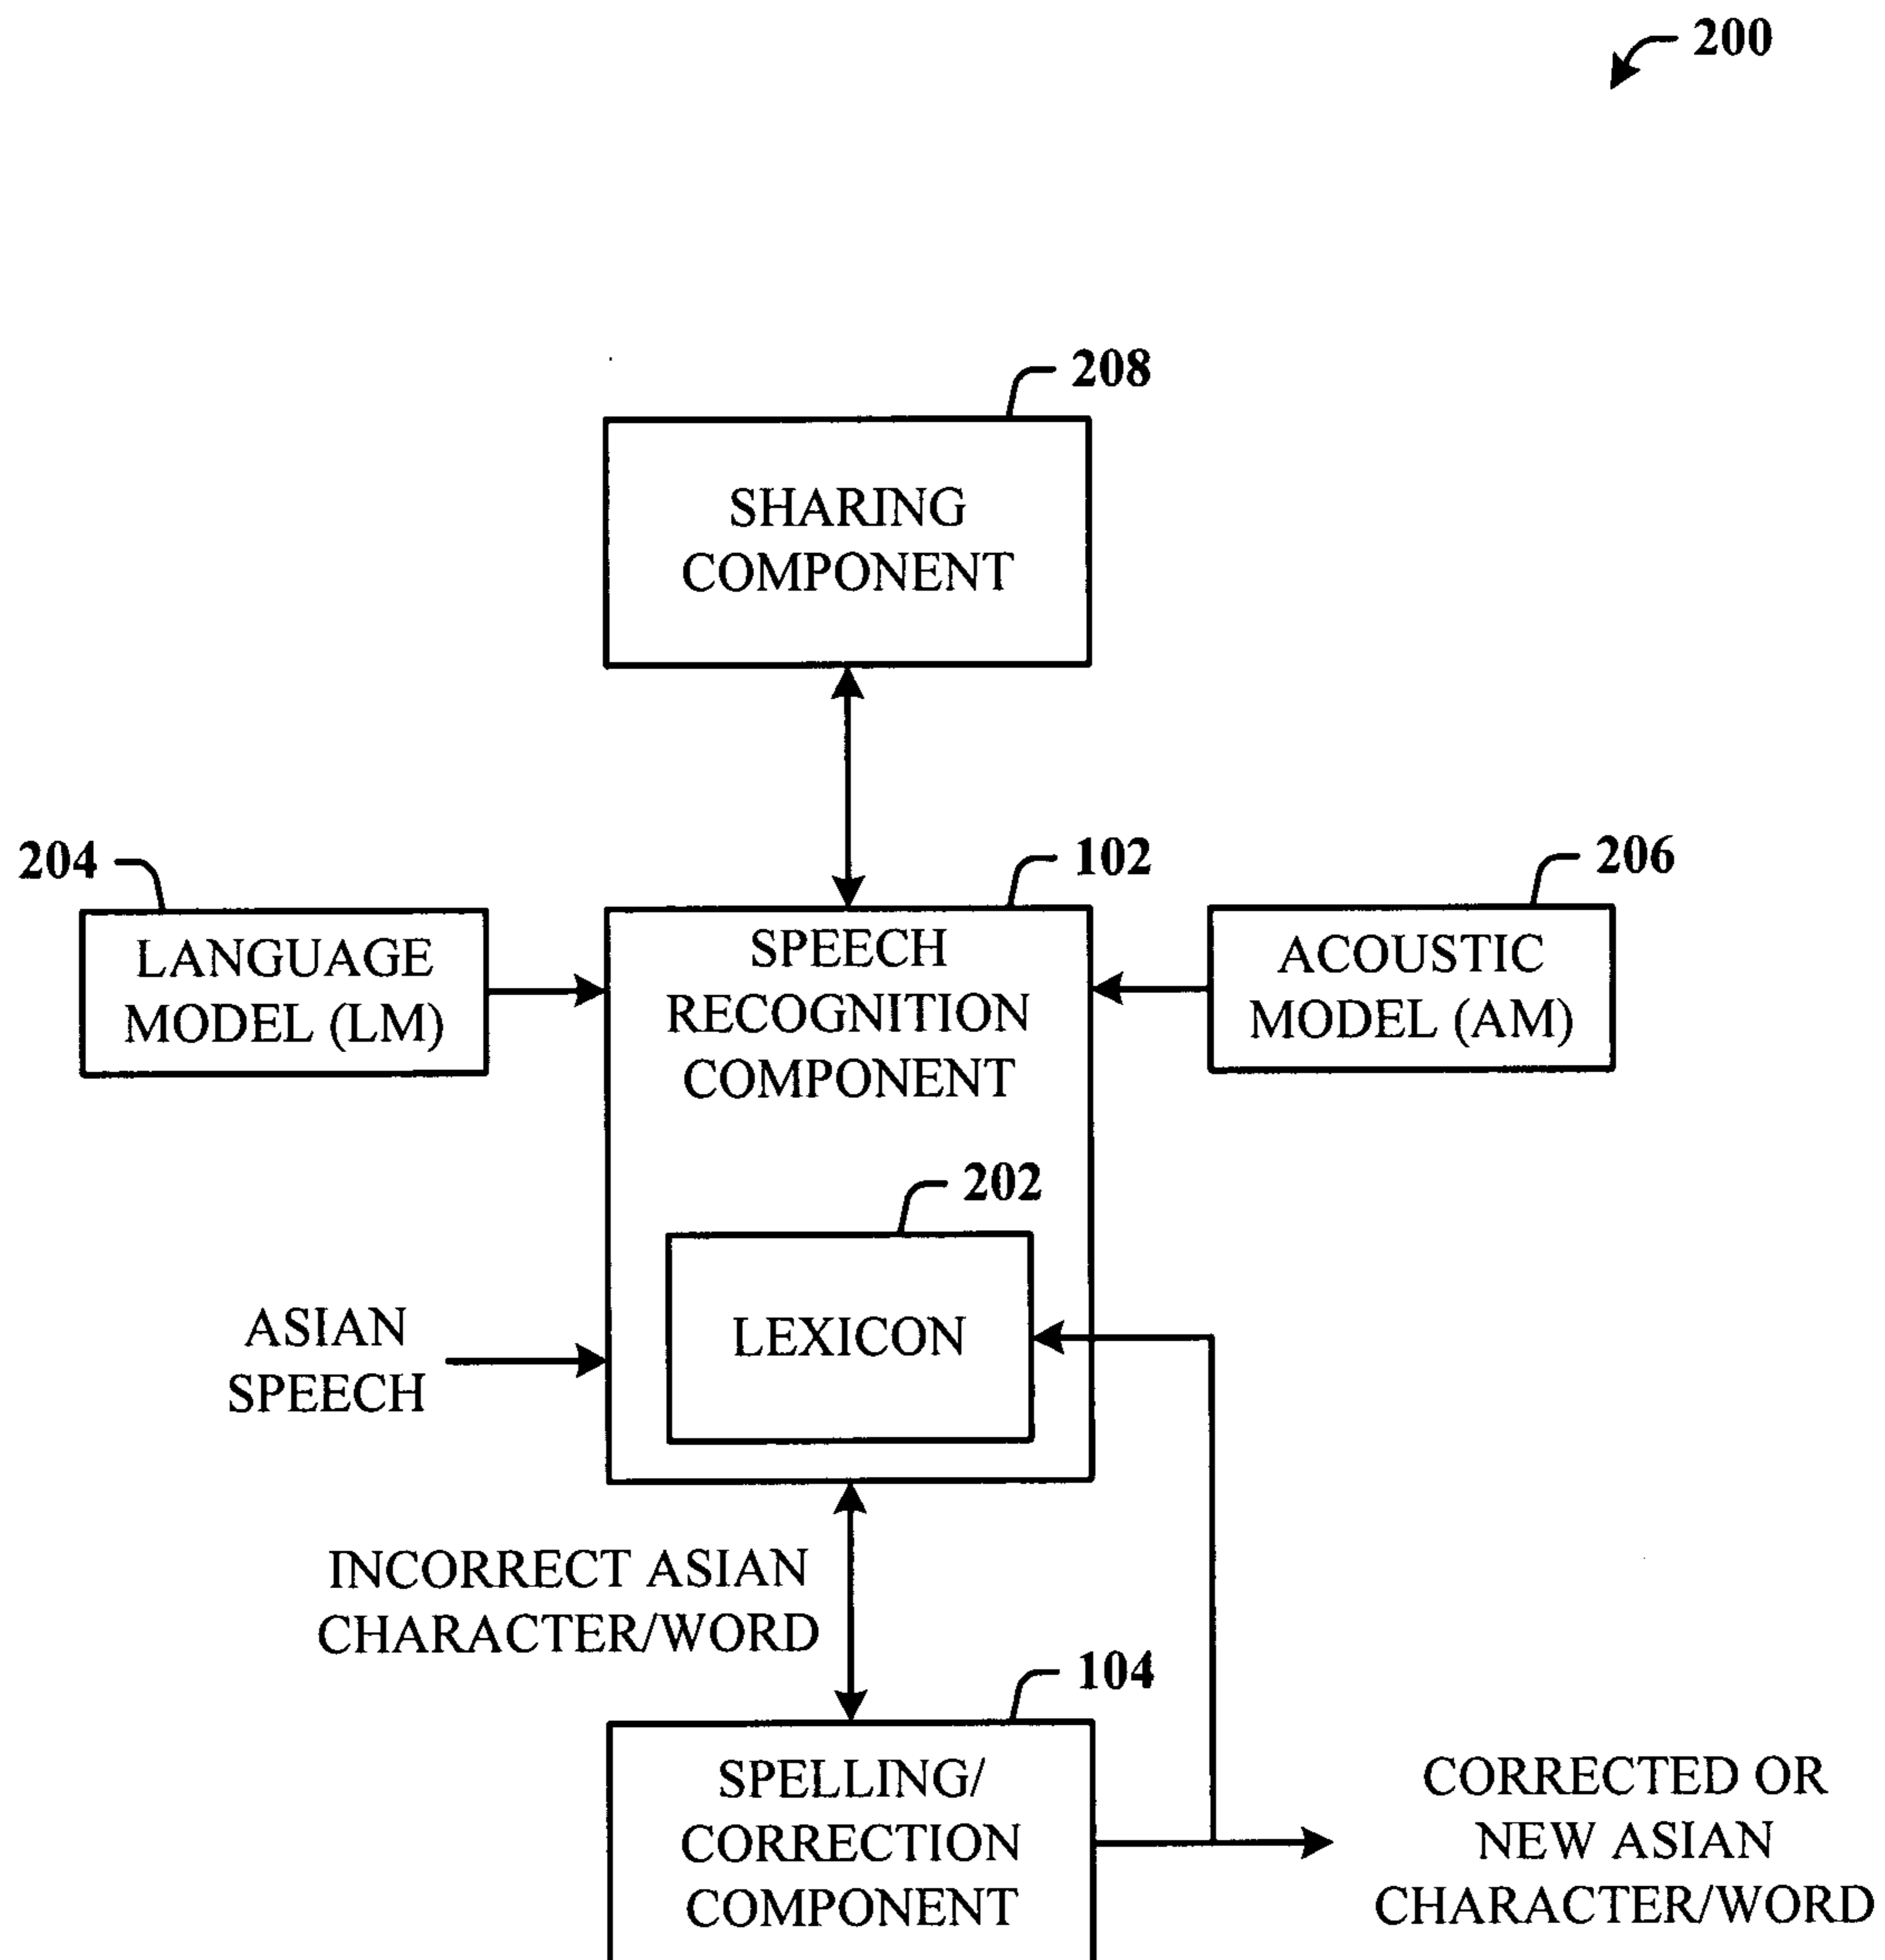 200
208
SHARING
COMPONENT
204
102
206
LANGUAGE
MODEL (LM)
SPEECH
RECOGNITION
COMPONENT
ACOUSTIC
MODEL (AM)
202
LEXICON
ASIAN
SPEECH
INCORRECT ASIAN
CHARACTER/WORD
104
SPELLING/
CORRECTION
COMPONENT
CORRECTED OR
NEW ASIAN
CHARACTER/WORD